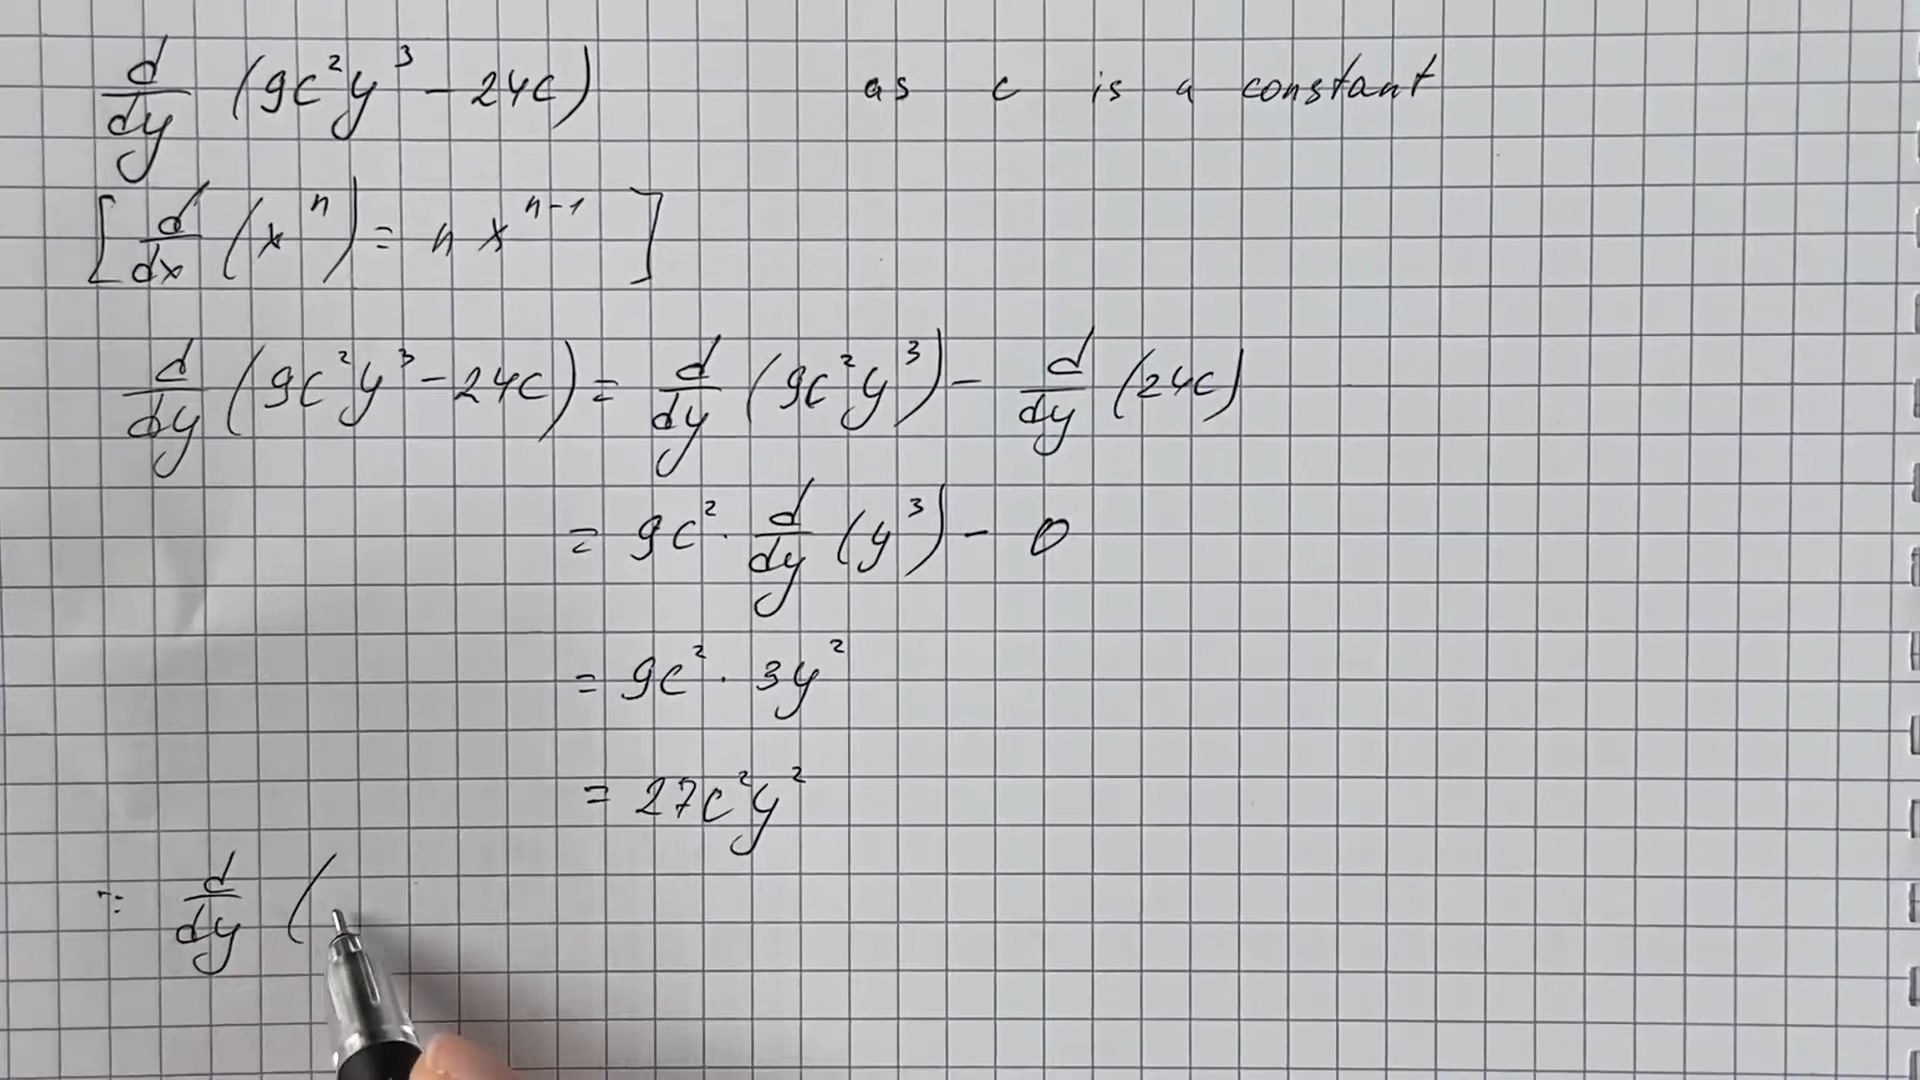 d/dy (9c²y³ - 24c) as c is a constant
[d/dx (xⁿ) = n xⁿ⁻¹]
d/dy (9c²y³ - 24c) = d/dy (9c²y³) - d/dy (24c)
= 9c² · d/dy (y³) - 0
= 9c² · 3y²
= 27c²y²
∴ d/dy (